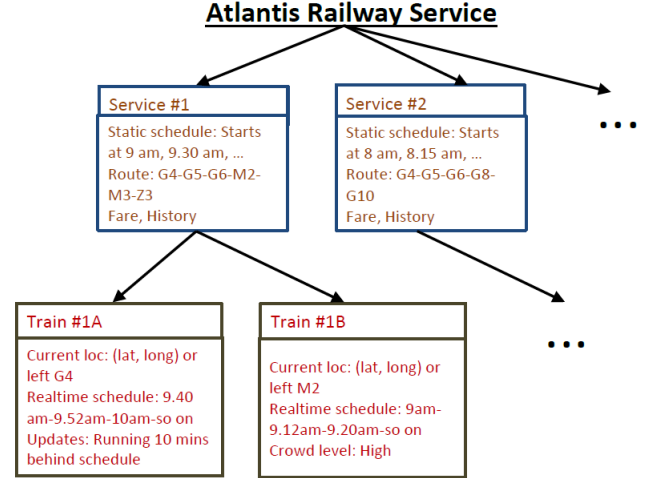 Atlantis Railway Service
Service #1
Static schedule: Starts
at 9 am, 9.30 am, …
Route: G4-G5-G6-M2-
M3-Z3
Fare, History
Service #2
Static schedule: Starts
at 8 am, 8.15 am, …
Route: G4-G5-G6-G8-
G10
Fare, History
…
Train #1A
Current loc: (lat, long) or
left G4
Realtime schedule: 9.40
am-9.52am-10am-so on
Updates: Running 10 mins
behind schedule
Train #1B
Current loc: (lat, long) or
left M2
Realtime schedule: 9am-
9.12am-9.20am-so on
Crowd level: High
…